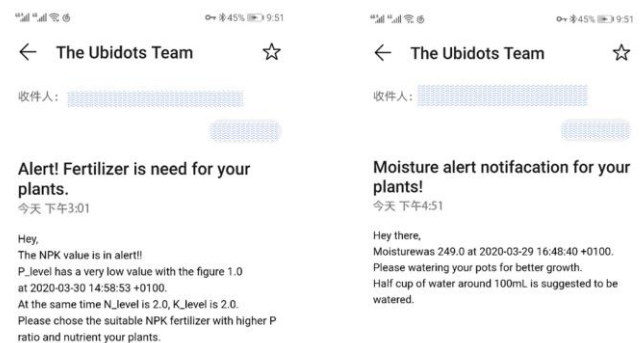 45% 9:51
The Ubidots Team
收件人：
Alert! Fertilizer is need for your
plants.
今天 下午3:01
Hey,
The NPK value is in alert!!
P_level has a very low value with the figure 1.0
at 2020-03-30 14:58:53 +0100.
At the same time N_level is 2.0, K_level is 2.0.
Please chose the suitable NPK fertilizer with higher P
ratio and nutrient your plants.
45% 9:51
The Ubidots Team
收件人：
Moisture alert notifacation for your
plants!
今天 下午4:51
Hey there,
Moisturewas 249.0 at 2020-03-29 16:48:40 +0100.
Please watering your pots for better growth.
Half cup of water around 100mL is suggested to be
watered.